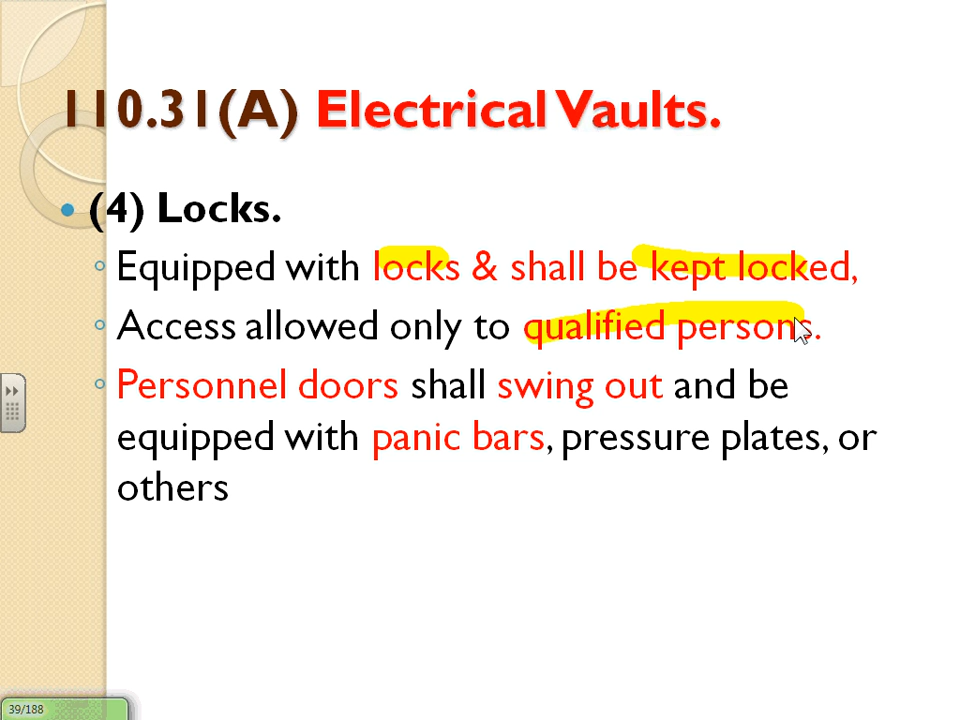 110.31(A) Electrical Vaults.
• (4) Locks.
◦ Equipped with locks & shall be kept locked,
◦ Access allowed only to qualified persons.
◦ Personnel doors shall swing out and be
equipped with panic bars, pressure plates, or
others
39/188